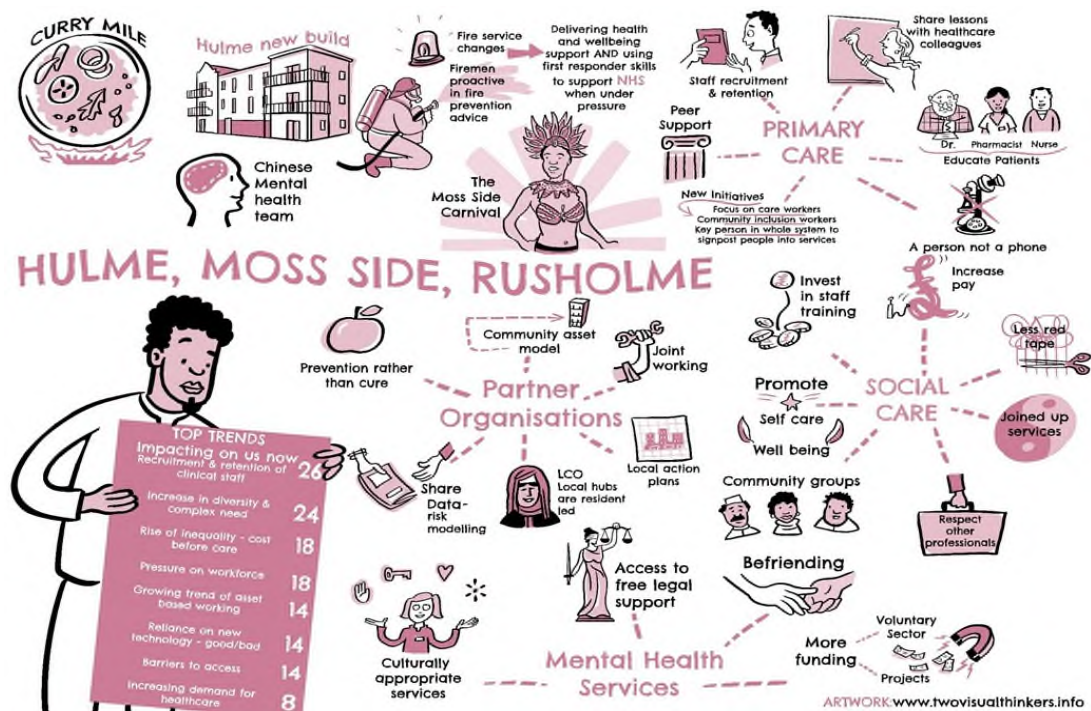 CURRY MILE
Hulme new build
Fire service
changes
Firemen
proactive
in fire
prevention
advice
Delivering health
and wellbeing
support AND using
first responder skills
to support NHS
when under
pressure
Chinese
Mental
health
team
The
Moss Side
Carnival
Staff recruitment
& retention
Share lessons
with healthcare
colleagues
Peer
Support
PRIMARY
CARE
Dr. Pharmacist Nurse
Educate Patients
New Initiatives
Focus on care workers
Community inclusion workers
Key person in whole system to
signpost people into services
A person not a phone
HULME, MOSS SIDE, RUSHOLME
Prevention rather
than cure
Community asset
model
Joint
working
Partner
Organisations
Share
Data-
risk
modelling
LCO
Local hubs
are resident
led
Local action
plans
Invest
in staff
training
Increase
pay
Less red
tape
SOCIAL
CARE
Joined up
services
Promote
Self care
Well being
Community groups
Respect
other
professionals
TOP TRENDS
Impacting on us now
Recruitment & retention of
clinical staff 26
Increase in diversity &
complex need 24
Rise of inequality - cost
before care 18
Pressure on workforce 18
Growing trend of asset
based working 14
Reliance on new
technology - good/bad 14
Barriers to access 14
Increasing demand for
healthcare 8
Culturally
appropriate
services
Access to
free legal
support
Befriending
Mental Health
Services
More
funding
Voluntary
Sector
Projects
ARTWORK:www.twovisualthinkers.info